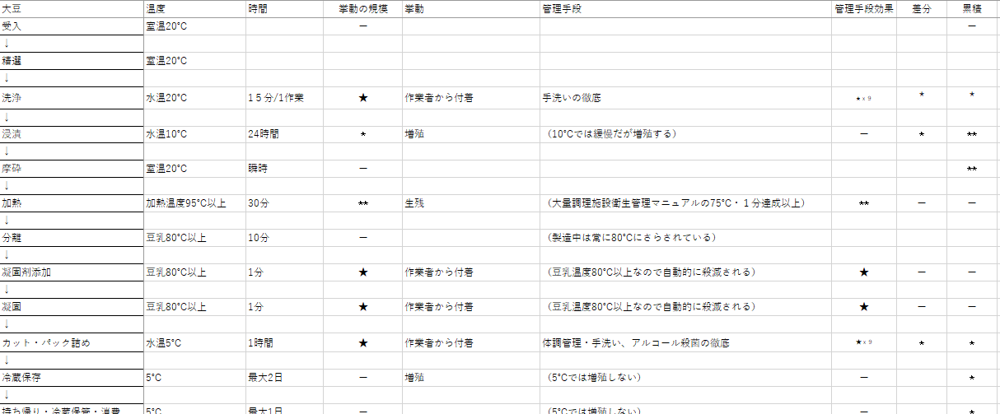 大豆 温度 時間 挙動の規模 挙動 管理手段 管理手段効果 差分 累積
受入 室温20℃ － －
↓
精選 室温20℃
↓
洗浄 水温20℃ 1５分/1作業 ★ 作業者から付着 手洗いの徹底 ★ｘ９ * *
↓
浸漬 水温10℃ 24時間 * 増殖 （10℃では緩慢だが増殖する） － * **
↓
摩砕 室温20℃ 瞬時 － **
↓
加熱 加熱温度95℃以上 30分 ** 生残 （大量調理施設衛生管理マニュアルの75℃・１分達成以上） ** － －
↓
分離 豆乳80℃以上 10分 － （製造中は常に80℃にさらされている）
↓
凝固剤添加 豆乳80℃以上 1分 ★ 作業者から付着 （豆乳温度80℃以上なので自動的に殺滅される） ★ － －
↓
凝固 豆乳80℃以上 1分 ★ 作業者から付着 （豆乳温度80℃以上なので自動的に殺滅される） ★ － －
↓
カット・パック詰め 水温5℃ 1時間 ★ 作業者から付着 体調管理・手洗い、アルコール殺菌の徹底 ★ｘ９ * *
↓
冷蔵保存 5℃ 最大2日 － 増殖 （5℃では増殖しない） － *
↓
持ち帰り・冷蔵保管・消費 5℃ 最大1日 － （5℃では増殖しない） － *